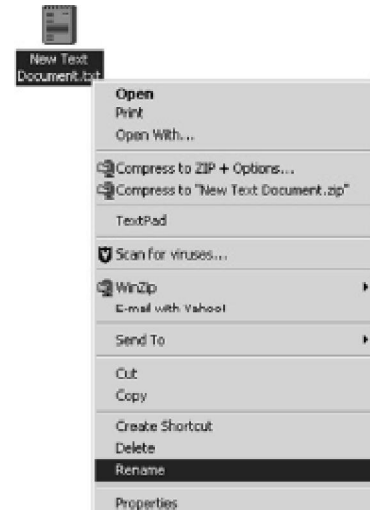 New Text
Document.txt
Open
Print
Open With...
Compress to ZIP + Options...
Compress to "New Text Document.zip"
TextPad
Scan for viruses...
WinZip
E-mail with Yahoo!
Send To
Cut
Copy
Create Shortcut
Delete
Rename
Properties